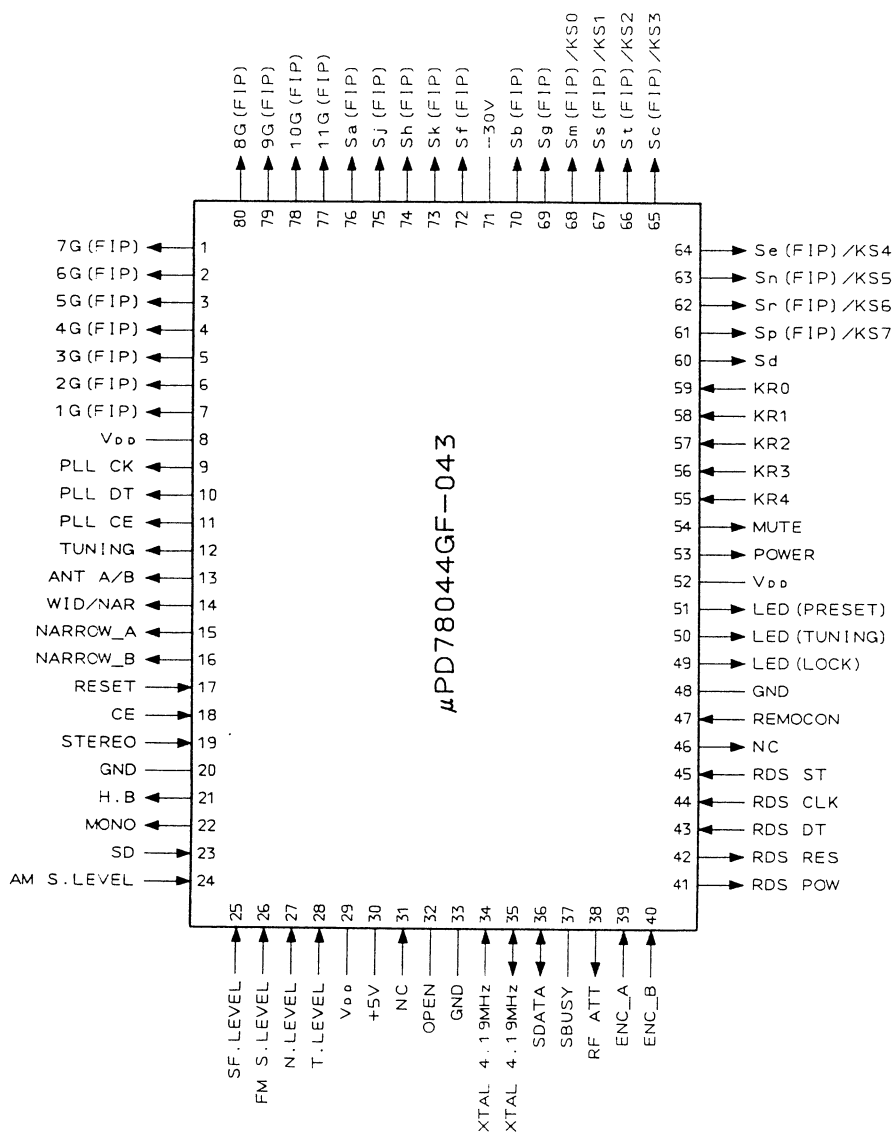 8G(FIP)
9G(FIP)
10G(FIP)
11G(FIP)
Sa(FIP)
Sj(FIP)
Sh(FIP)
Sk(FIP)
Sf(FIP)
-30V
Sb(FIP)
Sg(FIP)
Sm(FIP)/KS0
Ss(FIP)/KS1
St(FIP)/KS2
Sc(FIP)/KS3
80 79 78 77 76 75 74 73 72 71 70 69 68 67 66 65
7G(FIP) 1
6G(FIP) 2
5G(FIP) 3
4G(FIP) 4
3G(FIP) 5
2G(FIP) 6
1G(FIP) 7
VDD 8
PLL CK 9
PLL DT 10
PLL CE 11
TUNING 12
ANT A/B 13
WID/NAR 14
NARROW_A 15
NARROW_B 16
RESET 17
CE 18
STEREO 19
GND 20
H.B 21
MONO 22
SD 23
AM S.LEVEL 24
μPD78044GF-043
64 Se(FIP)/KS4
63 Sn(FIP)/KS5
62 Sr(FIP)/KS6
61 Sp(FIP)/KS7
60 Sd
59 KR0
58 KR1
57 KR2
56 KR3
55 KR4
54 MUTE
53 POWER
52 VDD
51 LED(PRESET)
50 LED(TUNING)
49 LED(LOCK)
48 GND
47 REMOCON
46 NC
45 RDS ST
44 RDS CLK
43 RDS DT
42 RDS RES
41 RDS POW
25 26 27 28 29 30 31 32 33 34 35 36 37 38 39 40
SF.LEVEL
FM S.LEVEL
N.LEVEL
T.LEVEL
VDD
+5V
NC
OPEN
GND
XTAL 4.19MHz
XTAL 4.19MHz
SDATA
SBUSY
RF ATT
ENC_A
ENC_B